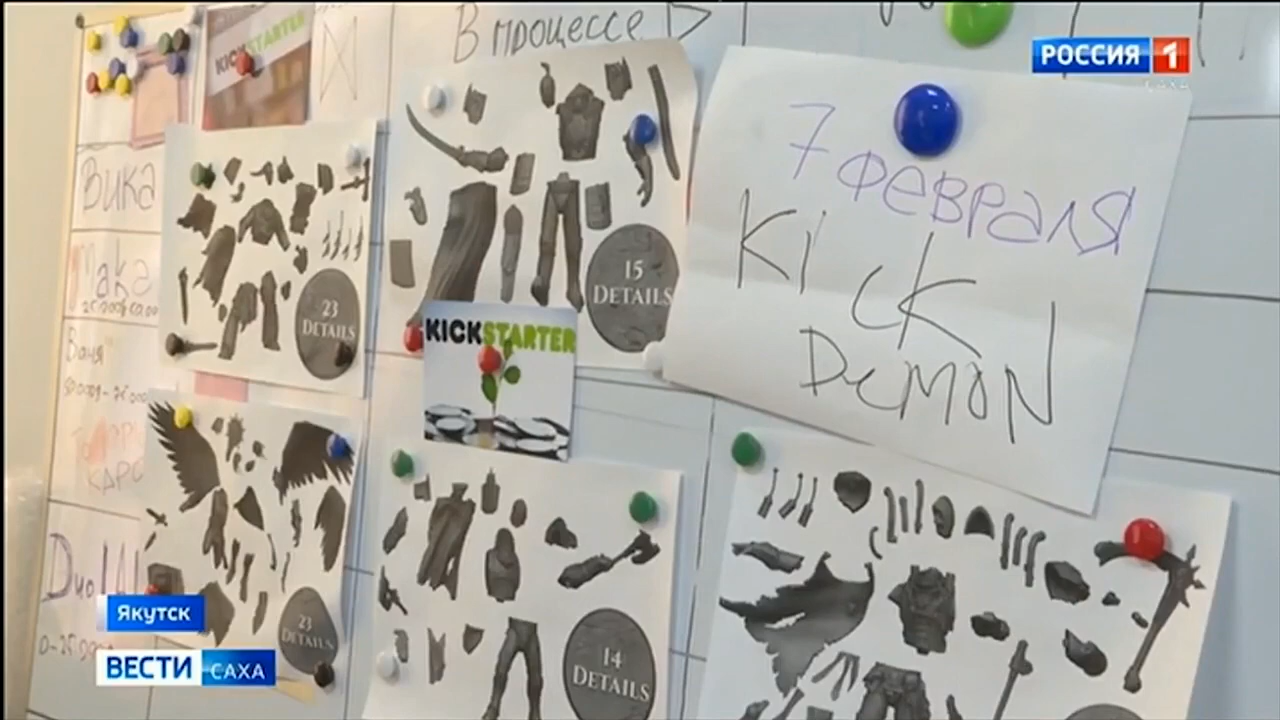 В процессе
РОССИЯ 1
САХА
KICKSTARTER
7 февраля
Kick
Demon
Вика
Мака
Ваня
23
DETAILS
15
DETAILS
KICKSTARTER
23
DETAILS
14
DETAILS
Якутск
ВЕСТИ САХА